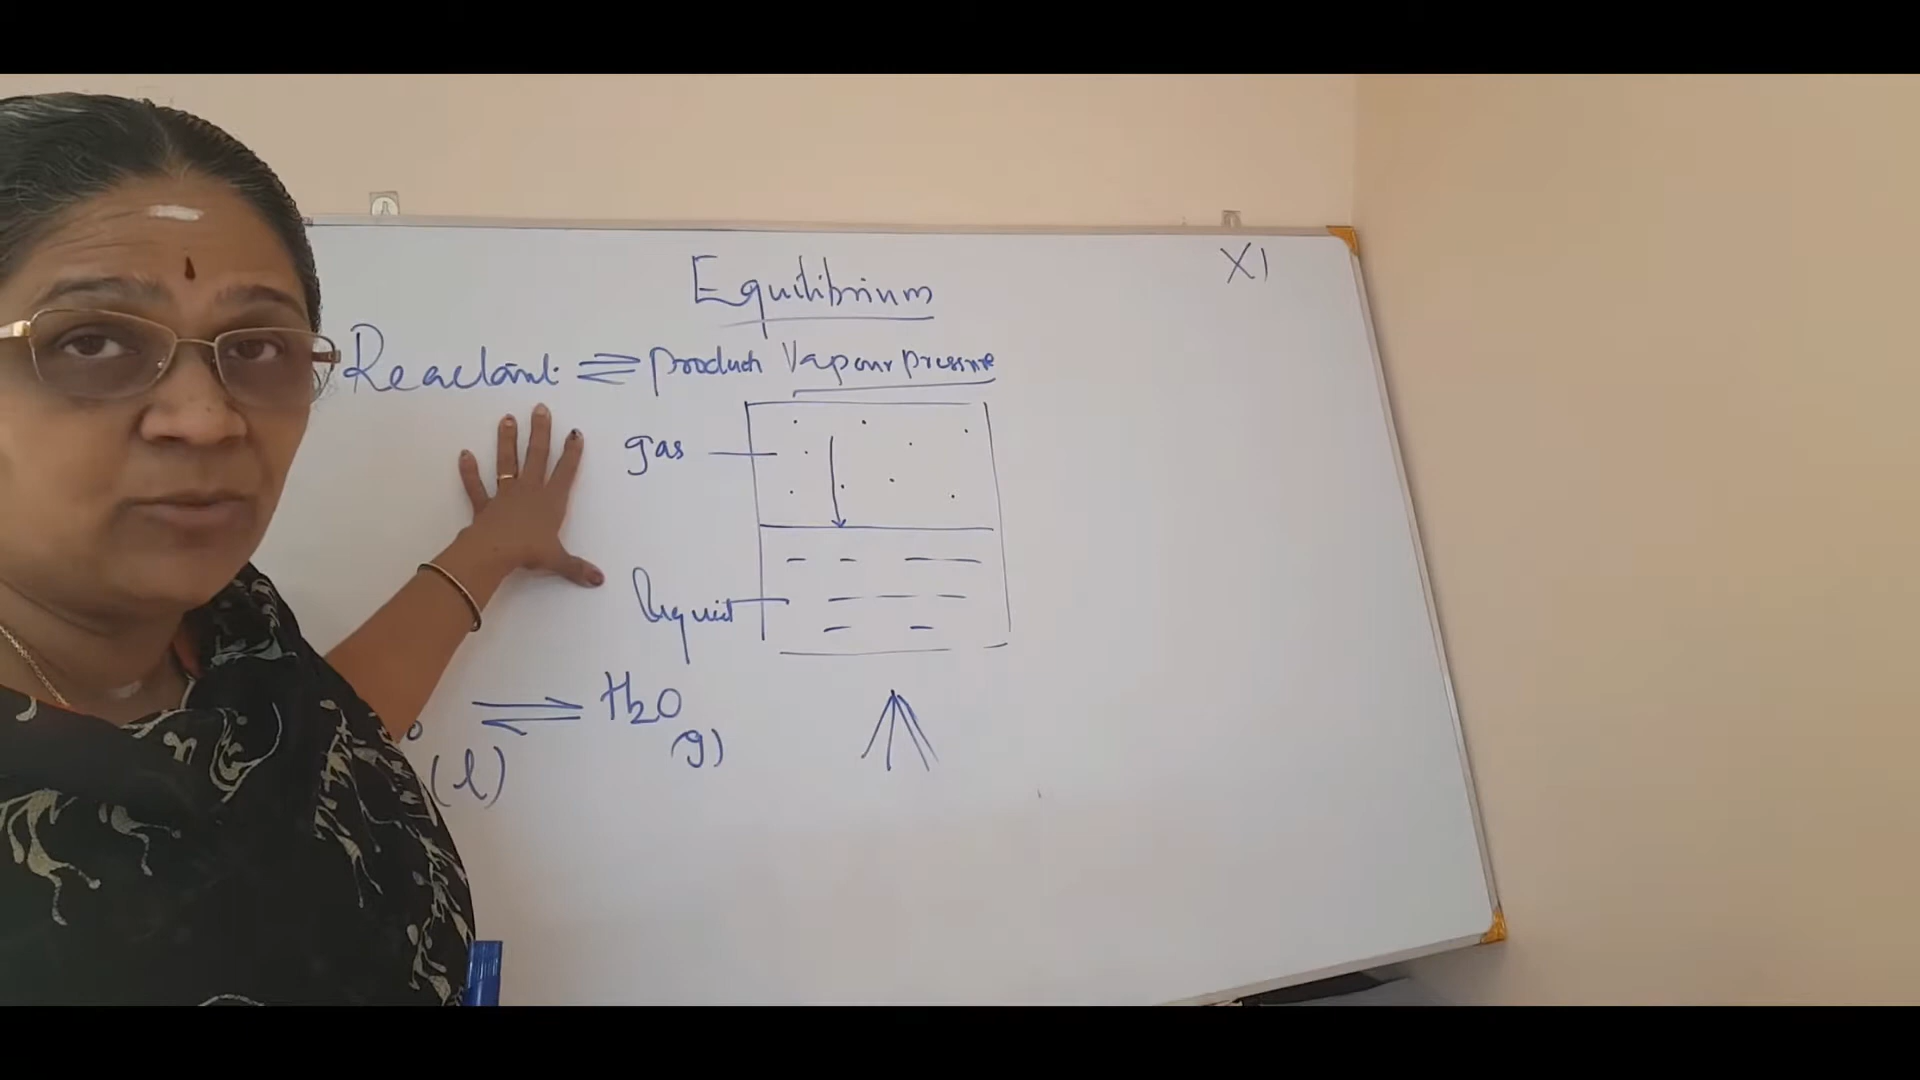 XI
Equilibrium
Reactant ⇌ product Vapour pressure
gas
liquid
⇌ H2O
(l) (g)